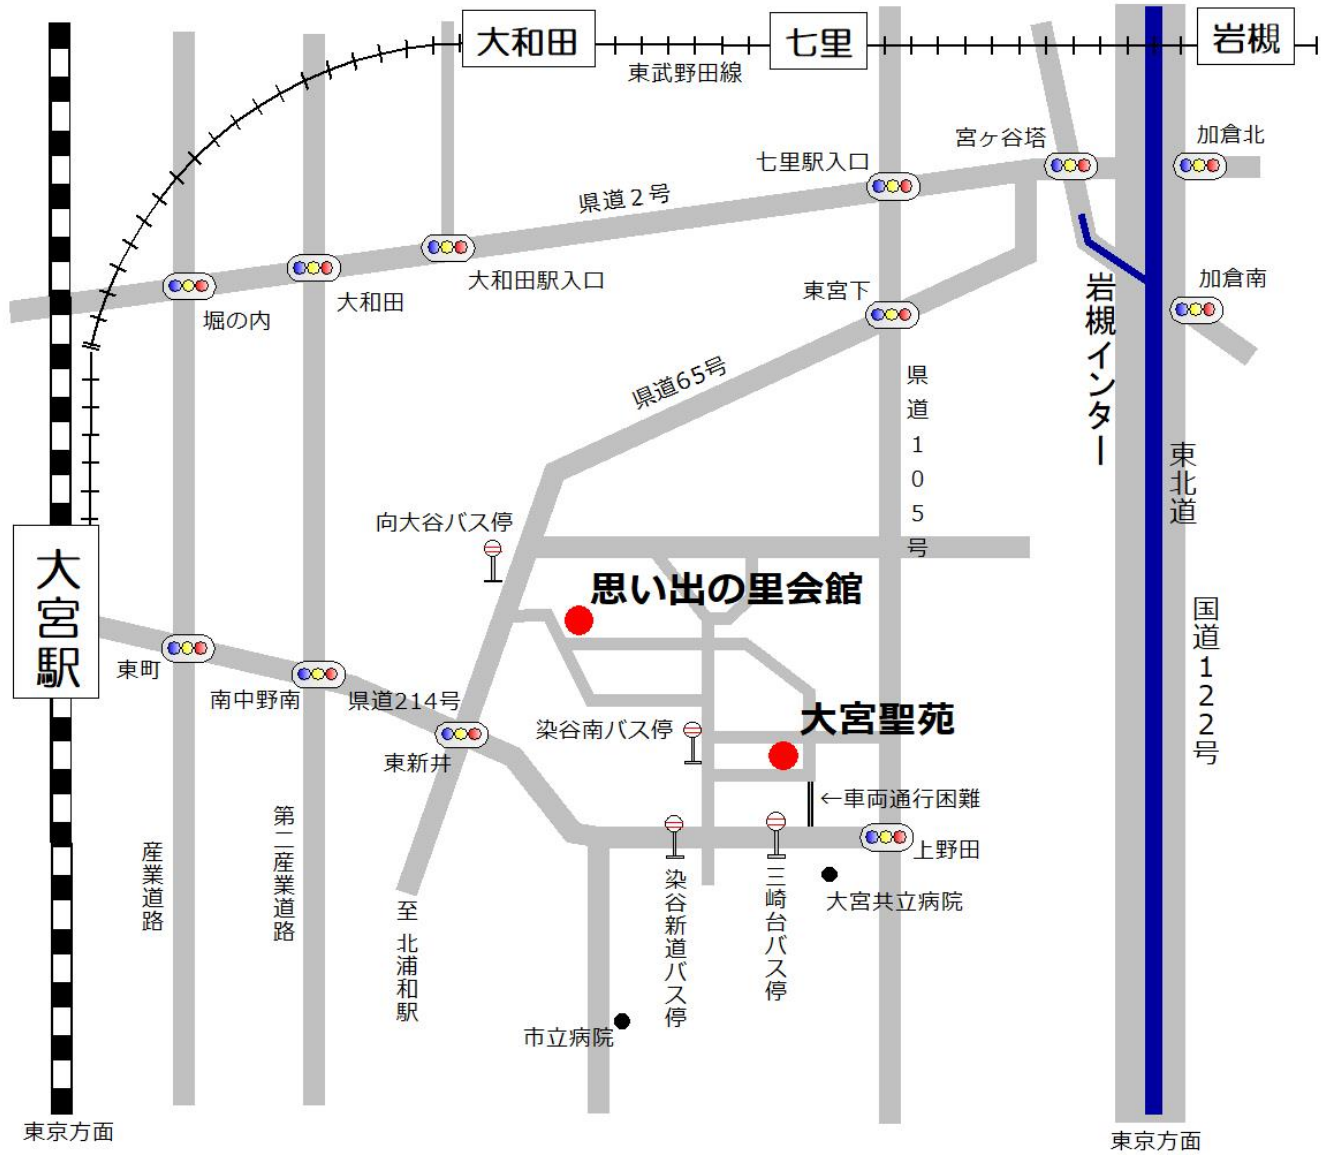 大和田
七里
岩槻
東武野田線
加倉北
宮ヶ谷塔
七里駅入口
県道2号
大和田駅入口
加倉南
東宮下
大和田
堀の内
岩槻インター
県道65号
県道105号
東北道
向大谷バス停
大宮駅
思い出の里会館
国道122号
東町
南中野南
県道214号
大宮聖苑
染谷南バス停
東新井
←車両通行困難
上野田
第二産業道路
産業道路
染谷新道バス停
三崎台バス停
大宮共立病院
至 北浦和駅
市立病院
東京方面
東京方面